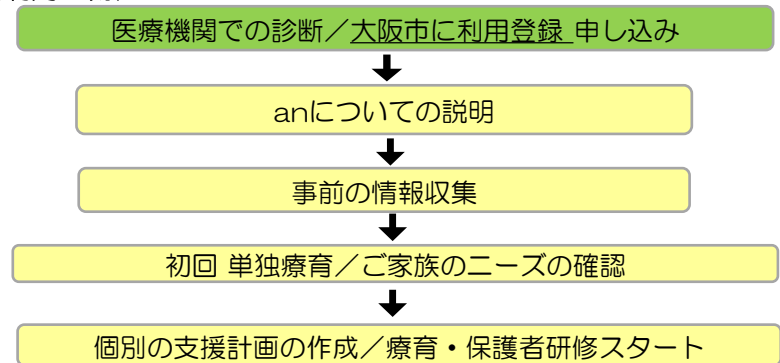 医療機関での診断／大阪市に利用登録 申し込み
anについての説明
事前の情報収集
初回 単独療育／ご家族のニーズの確認
個別の支援計画の作成／療育・保護者研修スタート